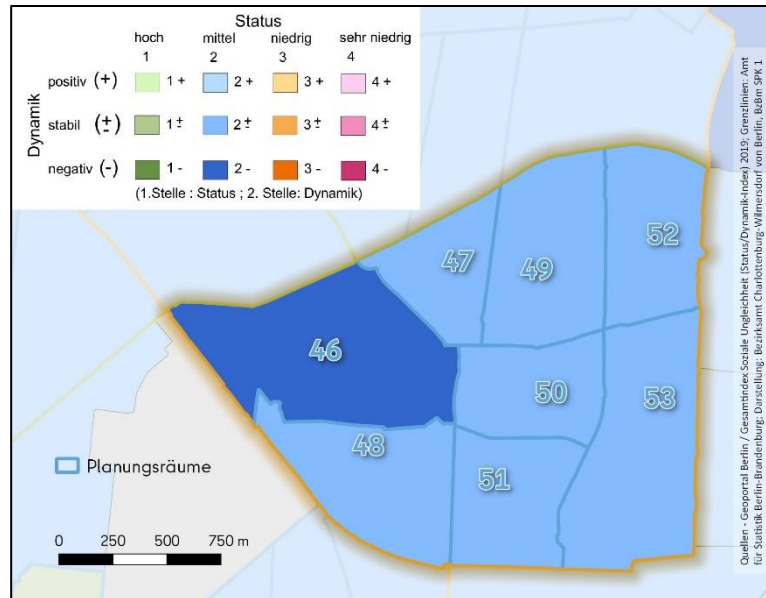 Status
hoch mittel niedrig sehr niedrig
1 2 3 4
Dynamik
positiv (+) 1 + 2 + 3 + 4 +
stabil (±) 1 ± 2 ± 3 ± 4 ±
negativ (-) 1 - 2 - 3 - 4 -
(1.Stelle : Status ; 2. Stelle: Dynamik)
52
47
49
46
50
53
48
51
Planungsräume
0 250 500 750 m
Quellen - Geoportal Berlin / Gesamtindex Soziale Ungleichheit (Status/Dynamik-Index) 2019; Grenzlinien: Amt
für Statistik Berlin-Brandenburg; Darstellung: Bezirksamt Charlottenburg-Wilmersdorf von Berlin, BzBm SPK 1